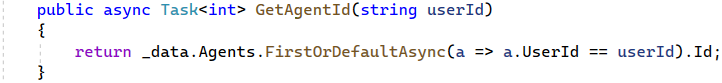 public async Task<int> GetAgentId(string userId)
{
return _data.Agents.FirstOrDefaultAsync(a => a.UserId == userId).Id;
}